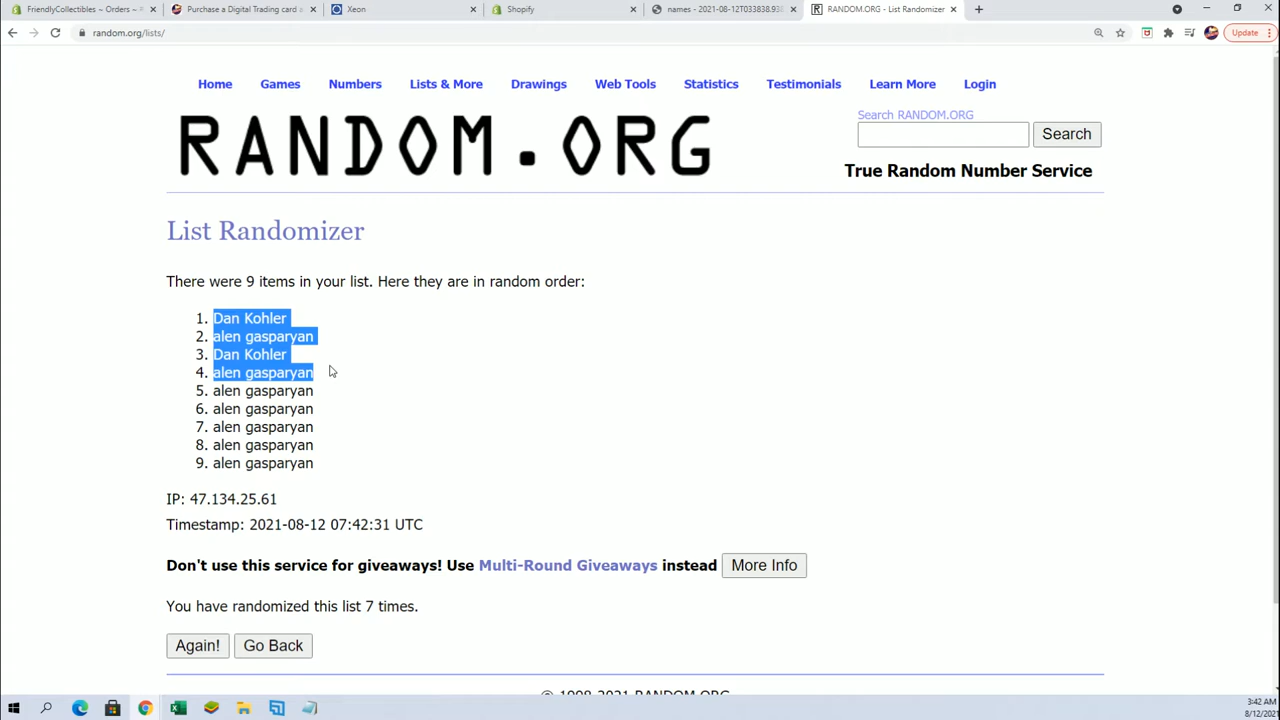 FriendlyCollectibles ~ Orders ~
Purchase a Digital Trading card a
Xeon
Shopify
names - 2021-08-12T033838.93
RANDOM.ORG - List Randomizer
random.org/lists/
Update
Home Games Numbers Lists & More Drawings Web Tools Statistics Testimonials Learn More Login
RANDOM.ORG
Search RANDOM.ORG
Search
True Random Number Service
List Randomizer
There were 9 items in your list. Here they are in random order:
1. Dan Kohler
2. alen gasparyan
3. Dan Kohler
4. alen gasparyan
5. alen gasparyan
6. alen gasparyan
7. alen gasparyan
8. alen gasparyan
9. alen gasparyan
IP: 47.134.25.61
Timestamp: 2021-08-12 07:42:31 UTC
Don't use this service for giveaways! Use Multi-Round Giveaways instead More Info
You have randomized this list 7 times.
Again! Go Back
© 1998-2021 RANDOM.ORG
3:42 AM
8/12/2021